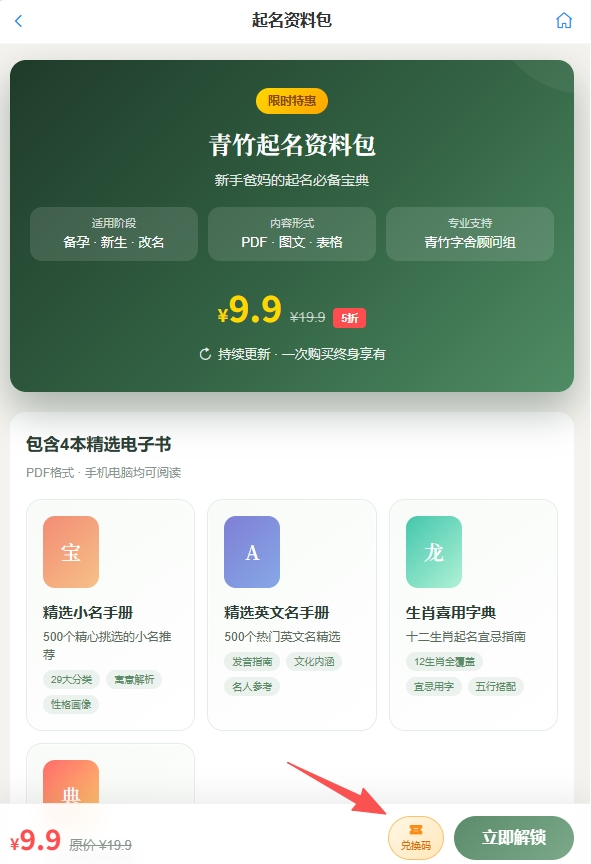 起名资料包
限时特惠
青竹起名资料包
新手爸妈的起名必备宝典
适用阶段
备孕 · 新生 · 改名
内容形式
PDF · 图文 · 表格
专业支持
青竹字舍顾问组
¥9.9 ¥19.9 5折
持续更新 · 一次购买终身享有
包含4本精选电子书
PDF格式 · 手机电脑均可阅读
宝
精选小名手册
500个精心挑选的小名推
荐
29大分类 寓意解析
性格画像
A
精选英文名手册
500个热门英文名精选
发音指南 文化内涵
名人参考
龙
生肖喜用字典
十二生肖起名宜忌指南
12生肖全覆盖
宜忌用字 五行搭配
典
¥9.9 原价 ¥19.9
兑换码
立即解锁